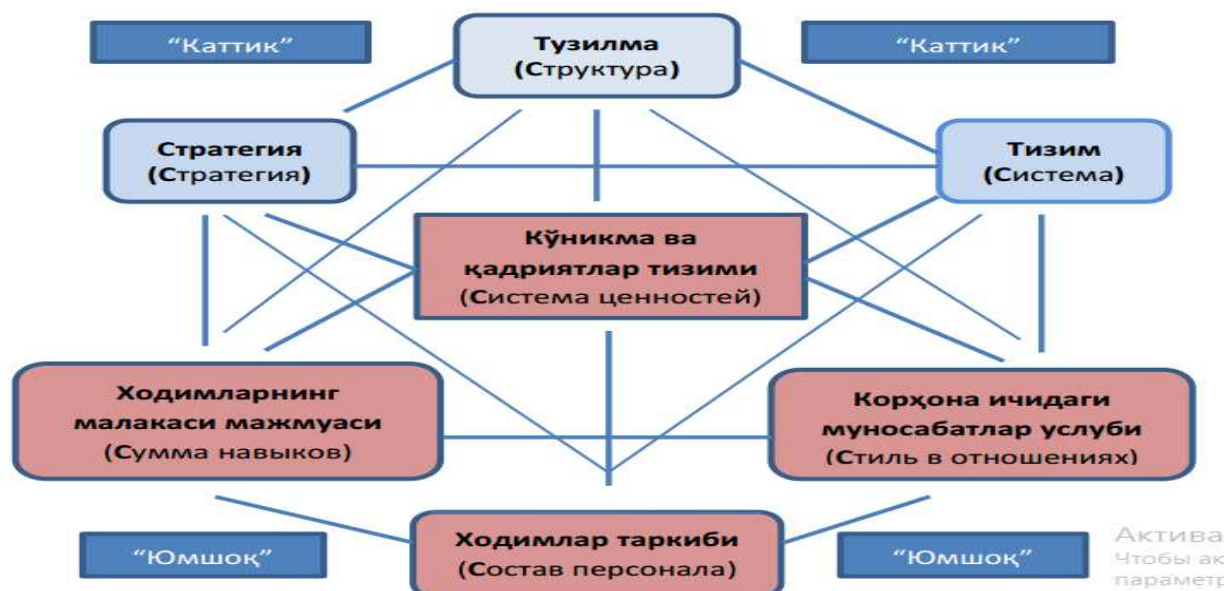 “Каттик”
Тузилма
(Структура)
“Каттик”
Стратегия
(Стратегия)
Тизим
(Система)
Кўникма ва
қадриятлар тизими
(Система ценностей)
Ходимларнинг
малакаси мажмуаси
(Сумма навыков)
Корҳона ичидаги
муносабатлар услуби
(Стиль в отношениях)
“Юмшоқ”
Ходимлар таркиби
(Состав персонала)
“Юмшоқ”
Актива
Чтобы ак
параметр